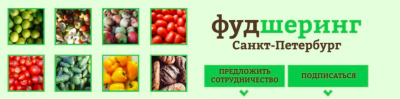 фудшеринг
Санкт-Петербург
ПРЕДЛОЖИТЬ
СОТРУДНИЧЕСТВО
ПОДПИСАТЬСЯ